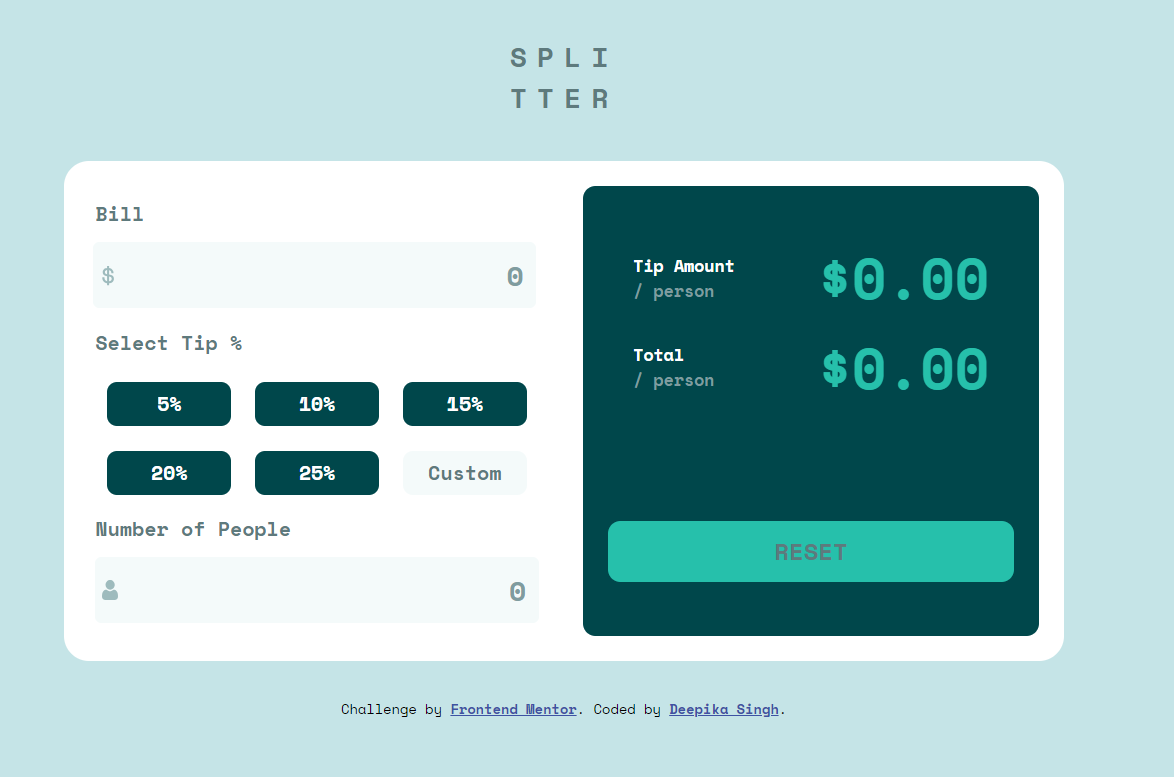 SPLI
TTER
Bill
$ 0
Select Tip %
5% 10% 15%
20% 25% Custom
Number of People
0
Tip Amount
/ person
$0.00
Total
/ person
$0.00
RESET
Challenge by Frontend Mentor. Coded by Deepika Singh.